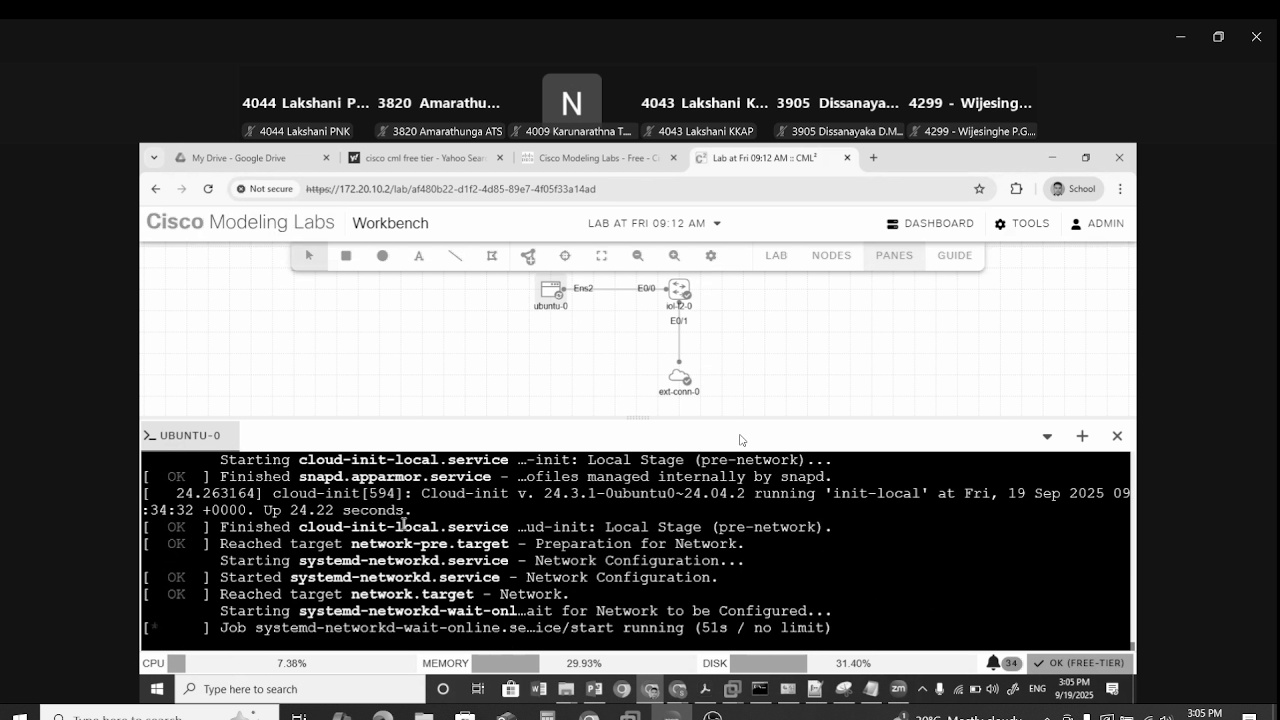 4044 Lakshani P... 3820 Amarathu... N 4043 Lakshani K... 3905 Dissanaya... 4299 - Wijesing...
4044 Lakshani PNK 3820 Amarathunga ATS 4009 Karunarathna T... 4043 Lakshani KKAP 3905 Dissanayaka D.M... 4299 - Wijesinghe P.G....
My Drive - Google Drive cisco cml free tier - Yahoo Sear Cisco Modeling Labs - Free - Ci Lab at Fri 09:12 AM :: CML²
Not secure https://172.20.10.2/lab/af480b22-d1f2-4d85-89e7-4f05f33a14ad School
Cisco Modeling Labs Workbench LAB AT FRI 09:12 AM DASHBOARD TOOLS ADMIN
A LAB NODES PANES GUIDE
Ens2 E0/0
ubuntu-0 iol-l2-0
E0/1
ext-conn-0
UBUNTU-0
Starting cloud-init-local.service …-init: Local Stage (pre-network)...
[ OK ] Finished snapd.apparmor.service - …ofiles managed internally by snapd.
[ 24.263164] cloud-init[594]: Cloud-init v. 24.3.1-0ubuntu0~24.04.2 running 'init-local' at Fri, 19 Sep 2025 09
:34:32 +0000. Up 24.22 seconds.
[ OK ] Finished cloud-init-local.service …ud-init: Local Stage (pre-network).
[ OK ] Reached target network-pre.target - Preparation for Network.
Starting systemd-networkd.service - Network Configuration...
[ OK ] Started systemd-networkd.service - Network Configuration.
[ OK ] Reached target network.target - Network.
Starting systemd-networkd-wait-onl…ait for Network to be Configured...
[* ] Job systemd-networkd-wait-online.se…ice/start running (51s / no limit)
CPU 7.38% MEMORY 29.93% DISK 31.40% 34 OK (FREE-TIER)
Type here to search ENG 3:05 PM
9/19/2025
Type here to search Mostly cloudy 3:05 PM